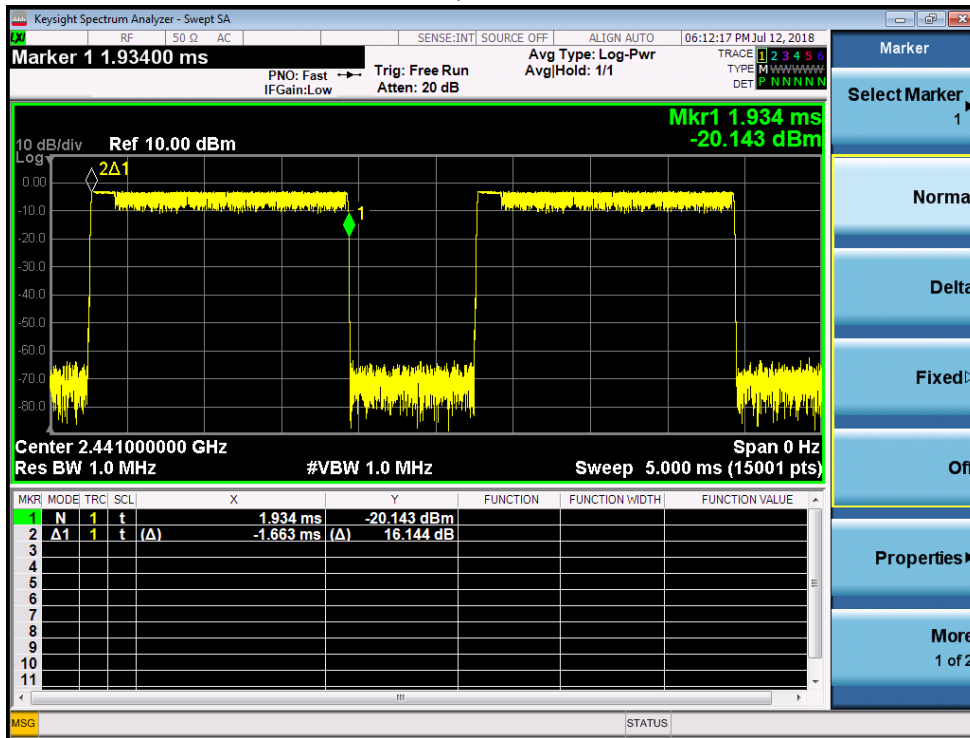 Keysight Spectrum Analyzer - Swept SA
LXI RF 50 Ω AC SENSE:INT SOURCE OFF ALIGN AUTO 06:12:17 PM Jul 12, 2018
Marker 1 1.93400 ms
PNO: Fast
IFGain:Low
Trig: Free Run
Atten: 20 dB
Avg Type: Log-Pwr
Avg|Hold: 1/1
TRACE 1 2 3 4 5 6
TYPE M WWWWW
DET P N N N N N
Mkr1 1.934 ms
-20.143 dBm
10 dB/div Ref 10.00 dBm
Log
2Δ1
0.00
1
-10.0
-20.0
-30.0
-40.0
-50.0
-60.0
-70.0
-80.0
Center 2.441000000 GHz Span 0 Hz
Res BW 1.0 MHz #VBW 1.0 MHz Sweep 5.000 ms (15001 pts)
MKR MODE TRC SCL X Y FUNCTION FUNCTION WIDTH FUNCTION VALUE
1 N 1 t 1.934 ms -20.143 dBm
2 Δ1 1 t (Δ) -1.663 ms (Δ) 16.144 dB
3
4
5
6
7
8
9
10
11
MSG STATUS
Marker
Select Marker
1
Norma
Delta
Fixed
Off
Properties
More
1 of 2